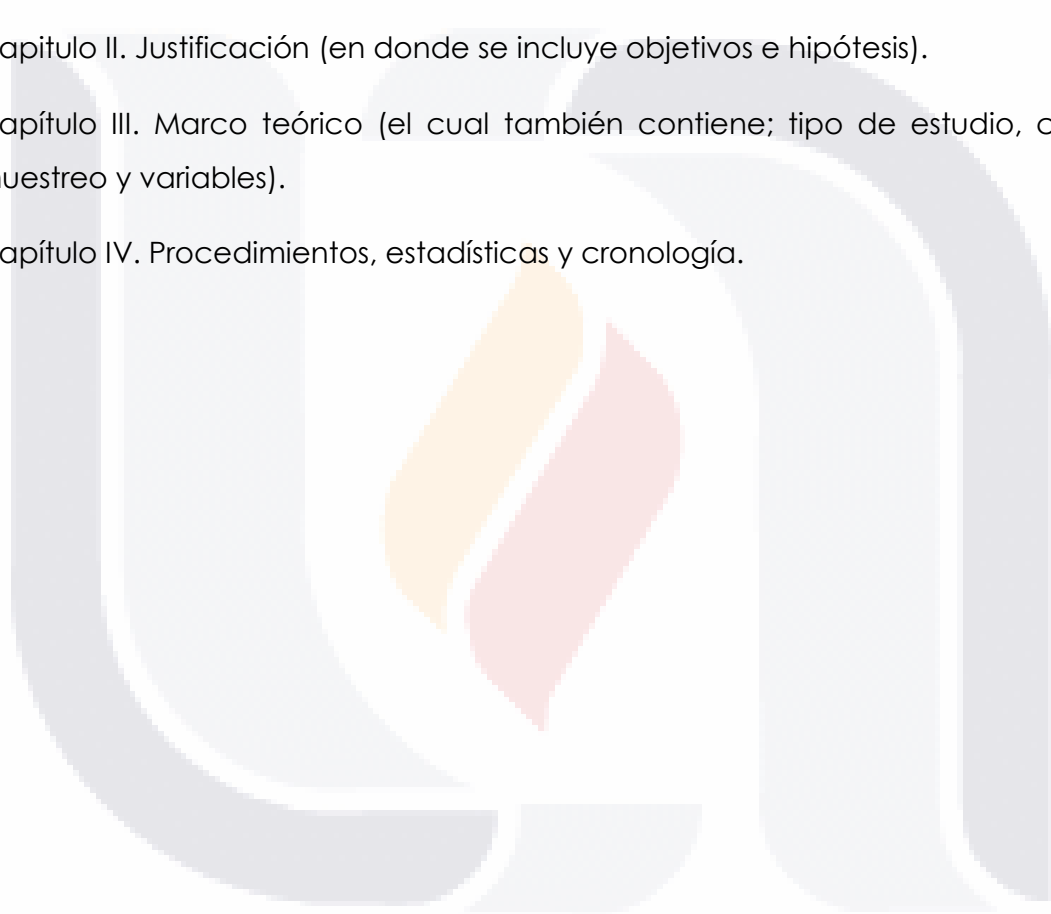 apitulo II. Justificación (en donde se incluye objetivos e hipótesis).
apítulo III. Marco teórico (el cual también contiene; tipo de estudio,
uestreo y variables).
apítulo IV. Procedimientos, estadísticas y cronología.